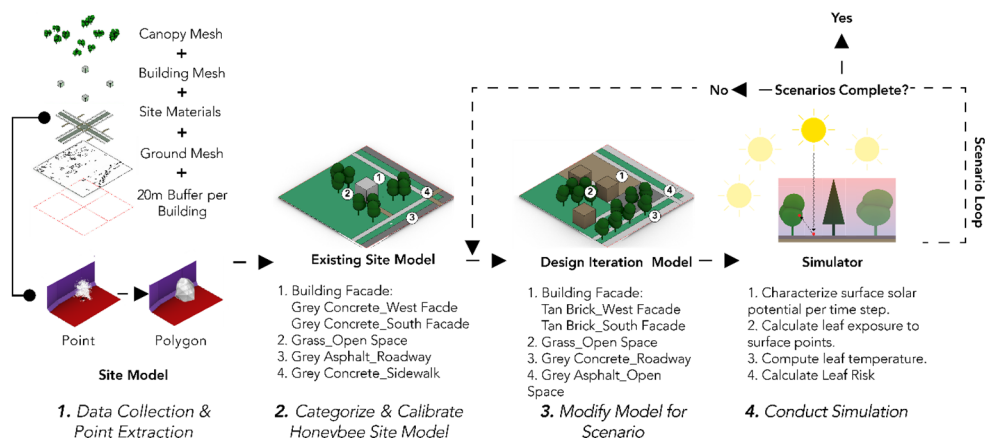 Canopy Mesh
+
Building Mesh
+
Site Materials
+
Ground Mesh
+
20m Buffer per
Building
Point
Polygon
Site Model
1. Data Collection &
Point Extraction
1
2
3
4
Existing Site Model
1. Building Facade:
Grey Concrete_West Facade
Grey Concrete_South Facade
2. Grass_Open Space
3. Grey Asphalt_Roadway
4. Grey Concrete_Sidewalk
2. Categorize & Calibrate
Honeybee Site Model
1
2
3
4
Design Iteration Model
1. Building Facade:
Tan Brick_West Facade
Tan Brick_South Facade
2. Grass_Open Space
3. Grey Concrete_Roadway
4. Grey Asphalt_Open
Space
3. Modify Model for
Scenario
Yes
No
Scenarios Complete?
Scenario Loop
Simulator
1. Characterize surface solar
potential per time step.
2. Calculate leaf exposure to
surface points.
3. Compute leaf temperature.
4. Calculate Leaf Risk
4. Conduct Simulation